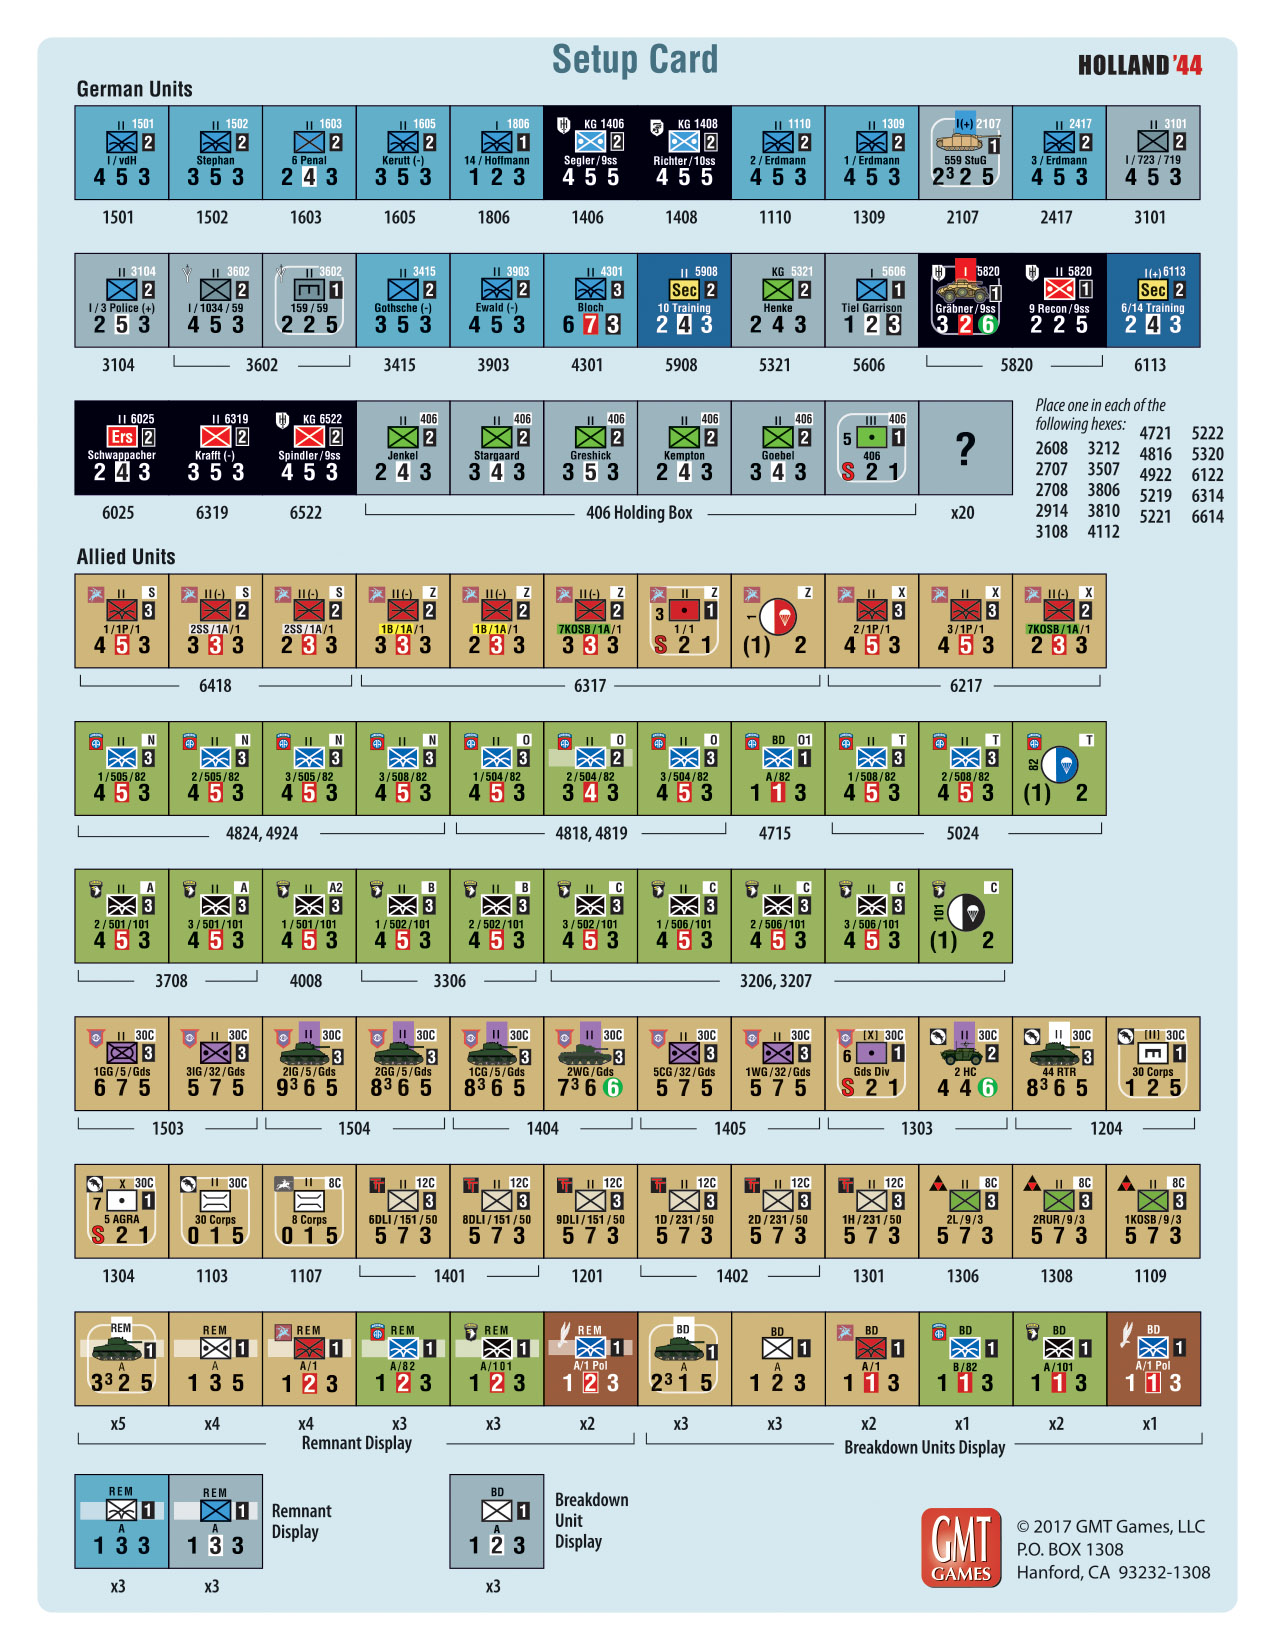 Setup Card
HOLLAND '44
German Units
II 1501 II 1502 II 1603 II 1605 I 1806 KG 1406 KG 1408 II 1110 II 1309 I(+) 2107 II 2417 II 3101
2 2 2 2 1 2 2 2 2 1 2 2
I / vdH Stephan 6 Penal Kerutt (-) 14 / Hoffmann Segler / 9ss Richter / 10ss 2 / Erdmann 1 / Erdmann 559 StuG 3 / Erdmann I / 723 / 719
4 5 3 3 5 3 2 4 3 3 5 3 1 2 3 4 5 5 4 5 5 4 5 3 4 5 3 2³ 2 5 4 5 3 4 5 3
1501 1502 1603 1605 1806 1406 1408 1110 1309 2107 2417 3101
II 3104 II 3602 II 3602 II 3415 II 3903 II 4301 II 5908 KG 5321 I 5606 I 5820 II 5820 I(+) 6113
2 2 1 2 2 3 Sec 2 2 2 1 1 Sec 2
I / 3 Police (+) I / 1034 / 59 159 / 59 Gothsche (-) Ewald (-) Bloch 10 Training Henke Tiel Garrison Gräbner / 9ss 9 Recon / 9ss 6/14 Training
2 5 3 4 5 3 2 2 5 3 5 3 4 5 3 6 7 3 2 4 3 2 4 3 1 2 3 3 2 6 2 2 5 2 4 3
3104 3602 3415 3903 4301 5908 5321 5606 5820 6113
II 6025 II 6319 KG 6522 II 406 II 406 II 406 II 406 II 406 III 406
Ers 2 2 2 2 2 2 2 2 5 1 ?
Schwappacher Krafft (-) Spindler / 9ss Jenkel Stargaard Greshick Kempton Goebel 406
2 4 3 3 5 3 4 5 3 2 4 3 3 4 3 3 5 3 2 4 3 3 4 3 S 2 1
6025 6319 6522 406 Holding Box x20
Place one in each of the
following hexes:
2608 3212 4721 5222
2707 3507 4816 5320
2708 3806 4922 6122
2914 3810 5219 6314
3108 4112 5221 6614
Allied Units
II S II (-) S II (-) S II (-) Z II (-) Z II (-) Z II Z Z II X II X II (-) X
3 2 2 2 2 2 3 1 1 3 3 2
1 / 1P / 1 2SS / 1A / 1 2SS / 1A / 1 1B / 1A / 1 1B / 1A / 1 7KOSB / 1A / 1 1 / 1 2 / 1P / 1 3 / 1P / 1 7KOSB / 1A / 1
4 5 3 3 3 3 2 3 3 3 3 3 2 3 3 3 3 3 S 2 1 (1) 2 4 5 3 4 5 3 2 3 3
6418 6317 6217
II N II N II N II N II O II O II O BD O1 II T II T T
3 3 3 3 3 2 3 1 3 3 82
1 / 505 / 82 2 / 505 / 82 3 / 505 / 82 3 / 508 / 82 1 / 504 / 82 2 / 504 / 82 3 / 504 / 82 A / 82 1 / 508 / 82 2 / 508 / 82
4 5 3 4 5 3 4 5 3 4 5 3 4 5 3 3 4 3 4 5 3 1 1 3 4 5 3 4 5 3 (1) 2
4824, 4924 4818, 4819 4715 5024
II A II A II A2 II B II B II C II C II C II C C
3 3 3 3 3 3 3 3 3 101
2 / 501 / 101 3 / 501 / 101 1 / 501 / 101 1 / 502 / 101 2 / 502 / 101 3 / 502 / 101 1 / 506 / 101 2 / 506 / 101 3 / 506 / 101
4 5 3 4 5 3 4 5 3 4 5 3 4 5 3 4 5 3 4 5 3 4 5 3 4 5 3 (1) 2
3708 4008 3306 3206, 3207
II 30C II 30C II 30C II 30C II 30C II 30C II 30C II 30C [X] 30C II 30C II 30C [II] 30C
3 3 3 3 3 3 3 3 6 1 2 3 1
1GG / 5 / Gds 3IG / 32 / Gds 2IG / 5 / Gds 2GG / 5 / Gds 1CG / 5 / Gds 2WG / Gds 5CG / 32 / Gds 1WG / 32 / Gds Gds Div 2 HC 44 RTR 30 Corps
6 7 5 5 7 5 9³ 6 5 8³ 6 5 8³ 6 5 7³ 6 6 5 7 5 5 7 5 S 2 1 4 4 6 8³ 6 5 1 2 5
1503 1504 1404 1405 1303 1204
X 30C II 30C II 8C II 12C II 12C II 12C II 12C II 12C II 12C II 8C II 8C II 8C
7 1 3 3 3 3 3 3 3 3 3
5 AGRA 30 Corps 8 Corps 6DLI / 151 / 50 8DLI / 151 / 50 9DLI / 151 / 50 1D / 231 / 50 2D / 231 / 50 1H / 231 / 50 2L / 9 / 3 2RUR / 9 / 3 1KOSB / 9 / 3
S 2 1 0 1 5 0 1 5 5 7 3 5 7 3 5 7 3 5 7 3 5 7 3 5 7 3 5 7 3 5 7 3 5 7 3
1304 1103 1107 1401 1201 1402 1301 1306 1308 1109
REM REM REM REM REM REM BD BD BD BD BD BD
1 1 1 1 1 1 1 1 1 1 1 1
A A A/1 A/82 A/101 A/1 Pol A A A/1 B/82 A/101 A/1 Pol
3³ 2 5 1 3 5 1 2 3 1 2 3 1 2 3 1 2 3 2³ 1 5 1 2 3 1 1 3 1 1 3 1 1 3 1 1 3
x5 x4 x4 x3 x3 x2 x3 x3 x2 x1 x2 x1
Remnant Display Breakdown Units Display
REM REM BD
1 1 1
A A A
1 3 3 1 3 3 1 2 3
x3 x3 x3
Remnant
Display
Breakdown
Unit
Display
GMT
GAMES
© 2017 GMT Games, LLC
P.O. BOX 1308
Hanford, CA 93232-1308